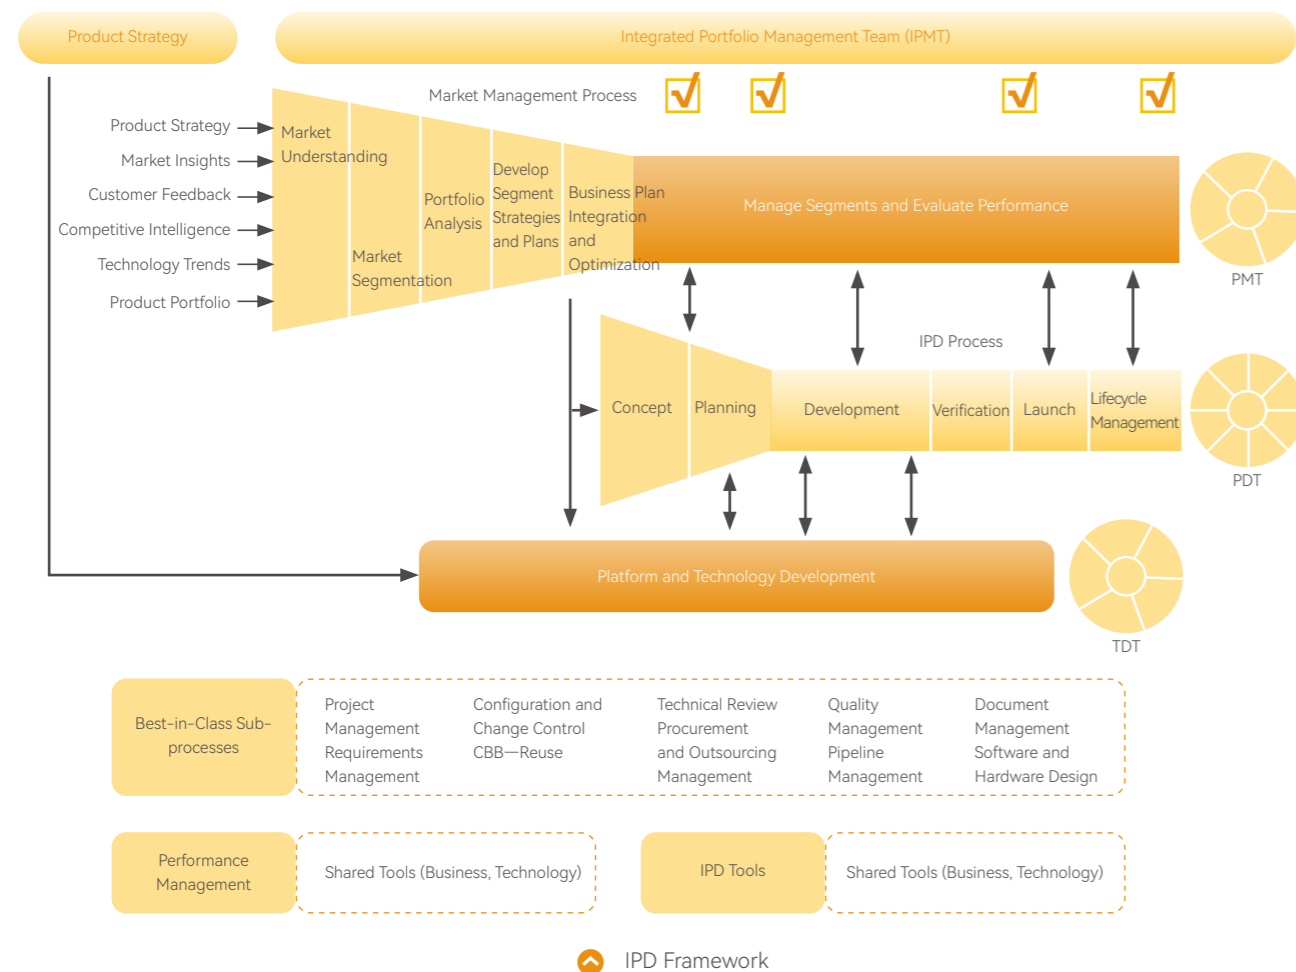 Product Strategy
Integrated Portfolio Management Team (IPMT)
Market Management Process
Product Strategy
Market Insights
Customer Feedback
Competitive Intelligence
Technology Trends
Product Portfolio
Market
Understanding
Market
Segmentation
Portfolio
Analysis
Develop
Segment
Strategies
and Plans
Business Plan
Integration
and
Optimization
Manage Segments and Evaluate Performance
PMT
IPD Process
Concept
Planning
Development
Verification
Launch
Lifecycle
Management
PDT
Platform and Technology Development
TDT
Best-in-Class Sub-
processes
Project
Management
Requirements
Management
Configuration and
Change Control
CBB—Reuse
Technical Review
Procurement
and Outsourcing
Management
Quality
Management
Pipeline
Management
Document
Management
Software and
Hardware Design
Performance
Management
Shared Tools (Business, Technology)
IPD Tools
Shared Tools (Business, Technology)
IPD Framework